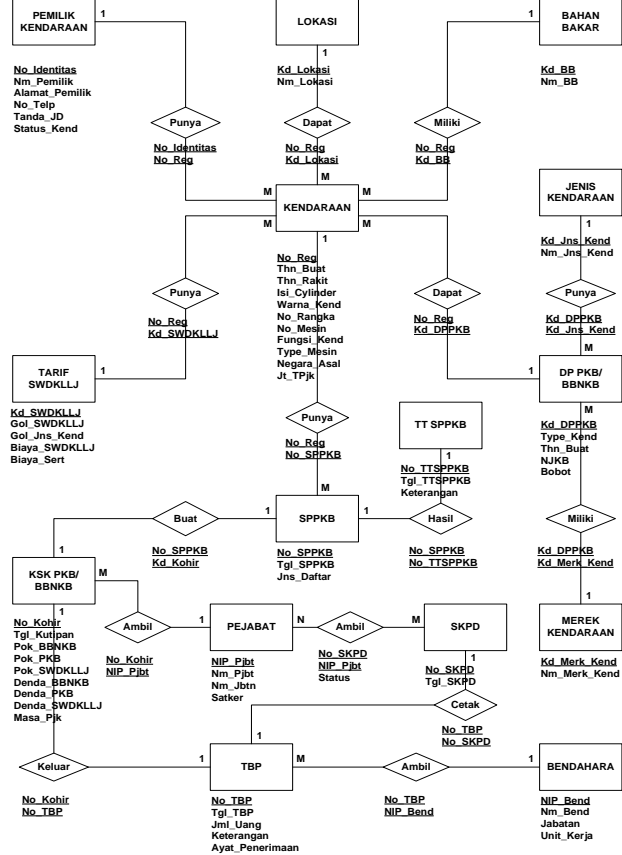 PEMILIK
KENDARAAN
1
LOKASI
1
1
BAHAN
BAKAR
No_Identitas
Nm_Pemilik
Alamat_Pemilik
No_Telp
Tanda_JD
Status_Kend
Kd_Lokasi
Nm_Lokasi
Kd_BB
Nm_BB
Punya
No_Identitas
No_Reg
Dapat
No_Reg
Kd_Lokasi
Miliki
No_Reg
Kd_BB
M
M
M
KENDARAAN
M
1
M
JENIS
KENDARAAN
1
Kd_Jns_Kend
Nm_Jns_Kend
No_Reg
Thn_Buat
Thn_Rakit
Isi_Cylinder
Warna_Kend
No_Rangka
No_Mesin
Fungsi_Kend
Type_Mesin
Negara_Asal
Jt_TPjk
Punya
No_Reg
Kd_SWDKLLJ
Dapat
No_Reg
Kd_DPPKB
Punya
Kd_DPPKB
Kd_Jns_Kend
M
TARIF
SWDKLLJ
1
1
DP PKB/
BBNKB
M
Kd_SWDKLLJ
Gol_SWDKLLJ
Gol_Jns_Kend
Biaya_SWDKLLJ
Biaya_Sert
Kd_DPPKB
Type_Kend
Thn_Buat
NJKB
Bobot
Punya
No_Reg
No_SPPKB
TT SPPKB
1
No_TTSPPKB
Tgl_TTSPPKB
Keterangan
M
Buat
1
SPPKB
1
Hasil
Miliki
No_SPPKB
Kd_Kohir
No_SPPKB
Tgl_SPPKB
Jns_Daftar
No_SPPKB
No_TTSPPKB
Kd_DPPKB
Kd_Merk_Kend
1
KSK PKB/
BBNKB
M
1
No_Kohir
Tgl_Kutipan
Pok_BBNKB
Pok_PKB
Pok_SWDKLLJ
Denda_BBNKB
Denda_PKB
Denda_SWDKLLJ
Masa_Pjk
Ambil
No_Kohir
NIP_Pjbt
1
PEJABAT
N
NIP_Pjbt
Nm_Pjbt
Nm_Jbtn
Satker
Ambil
No_SKPD
NIP_Pjbt
Status
M
SKPD
1
No_SKPD
Tgl_SKPD
1
MEREK
KENDARAAN
Kd_Merk_Kend
Nm_Merk_Kend
Cetak
No_TBP
No_SKPD
1
Keluar
1
TBP
M
Ambil
1
BENDAHARA
No_Kohir
No_TBP
No_TBP
Tgl_TBP
Jml_Uang
Keterangan
Ayat_Penerimaan
No_TBP
NIP_Bend
NIP_Bend
Nm_Bend
Jabatan
Unit_Kerja